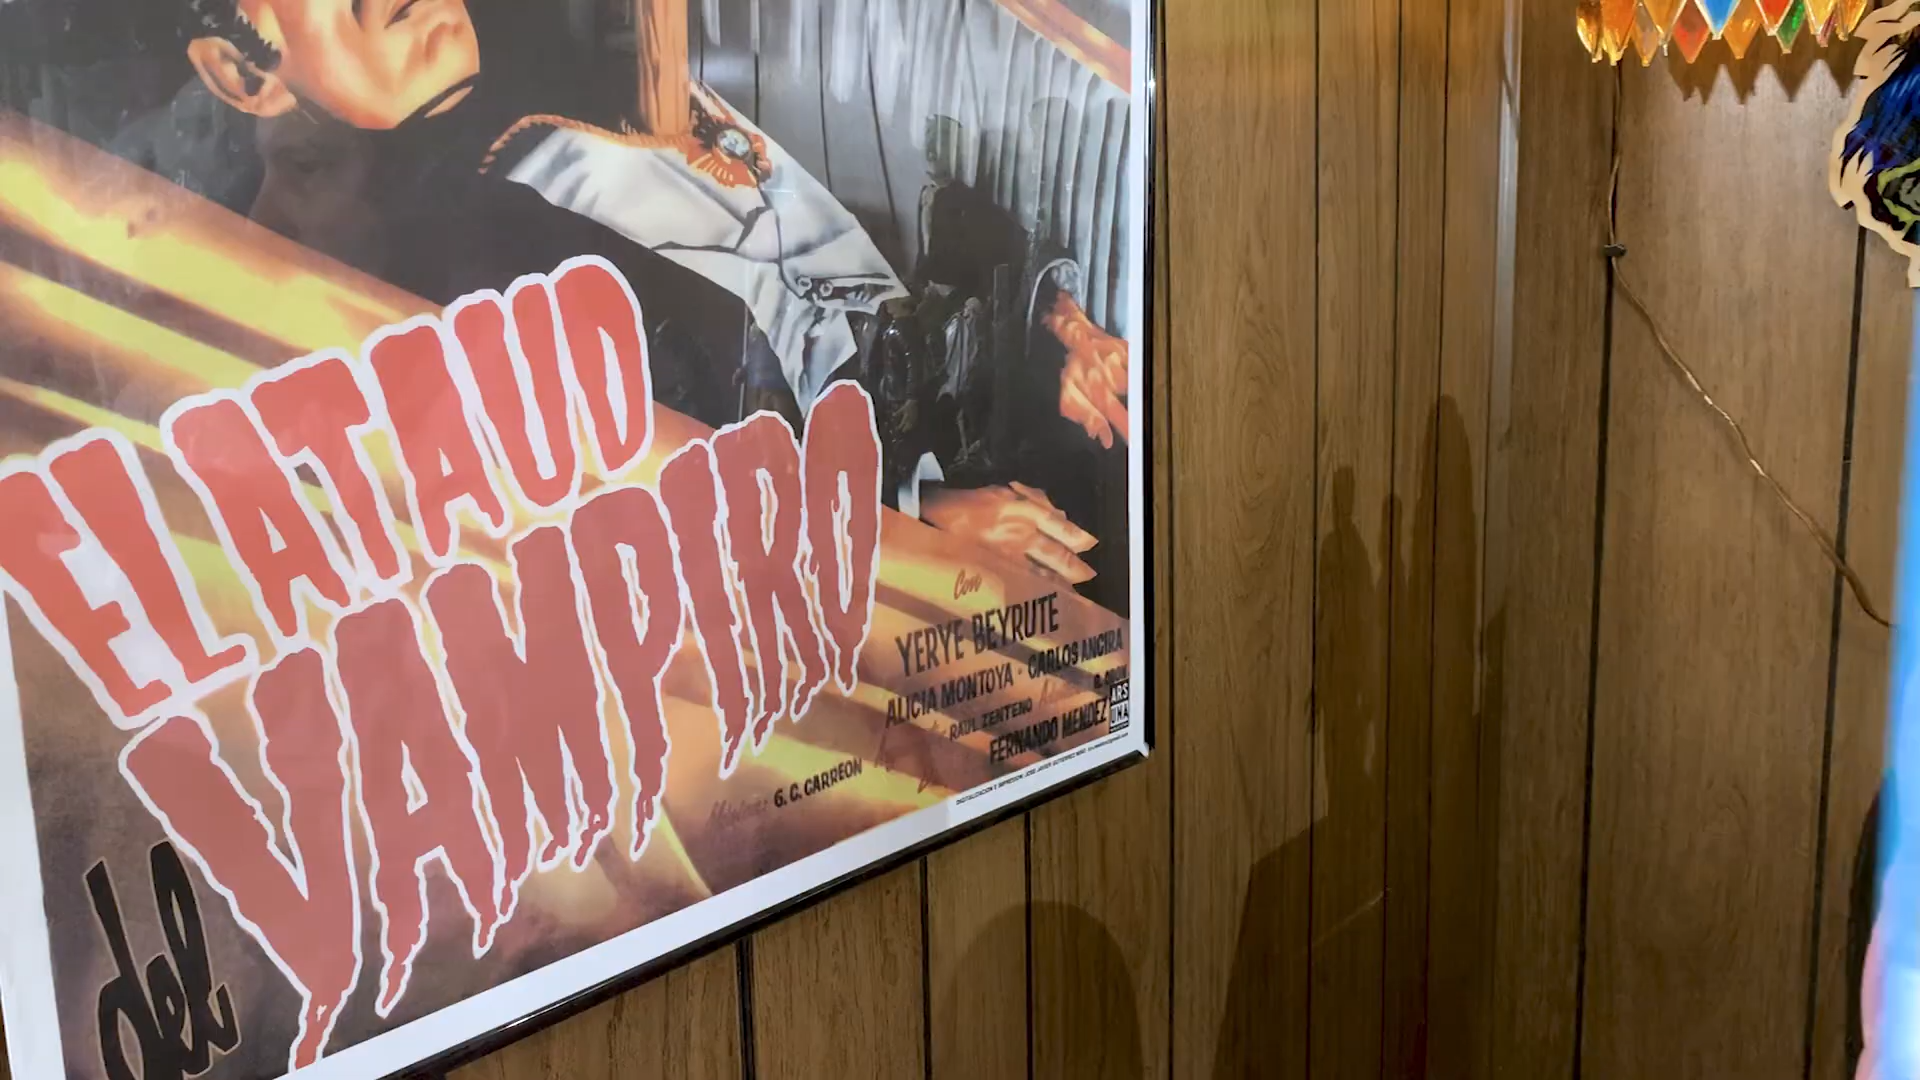 EL ATAUD
del VAMPIRO
Con
YERYE BEYRUTE
ALICIA MONTOYA - CARLOS ANCIRA
RAUL ZENTENO
G. C. CARREON
FERNANDO MENDEZ
ARS
UNA